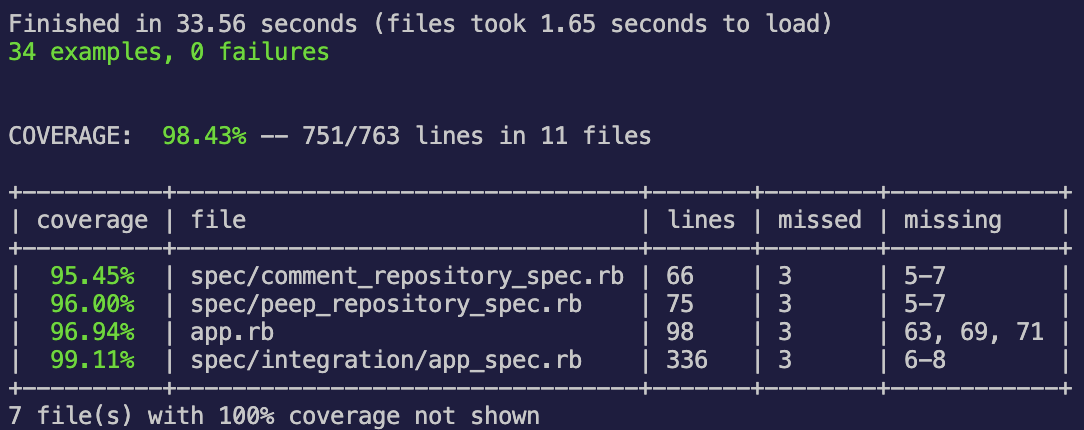 Finished in 33.56 seconds (files took 1.65 seconds to load)
34 examples, 0 failures
COVERAGE:  98.43% -- 751/763 lines in 11 files
+----------+---------------------------------+-------+--------+------------+
| coverage | file                            | lines | missed | missing    |
+----------+---------------------------------+-------+--------+------------+
|  95.45%  | spec/comment_repository_spec.rb | 66    | 3      | 5-7        |
|  96.00%  | spec/peep_repository_spec.rb    | 75    | 3      | 5-7        |
|  96.94%  | app.rb                          | 98    | 3      | 63, 69, 71 |
|  99.11%  | spec/integration/app_spec.rb    | 336   | 3      | 6-8        |
+----------+---------------------------------+-------+--------+------------+
7 file(s) with 100% coverage not shown